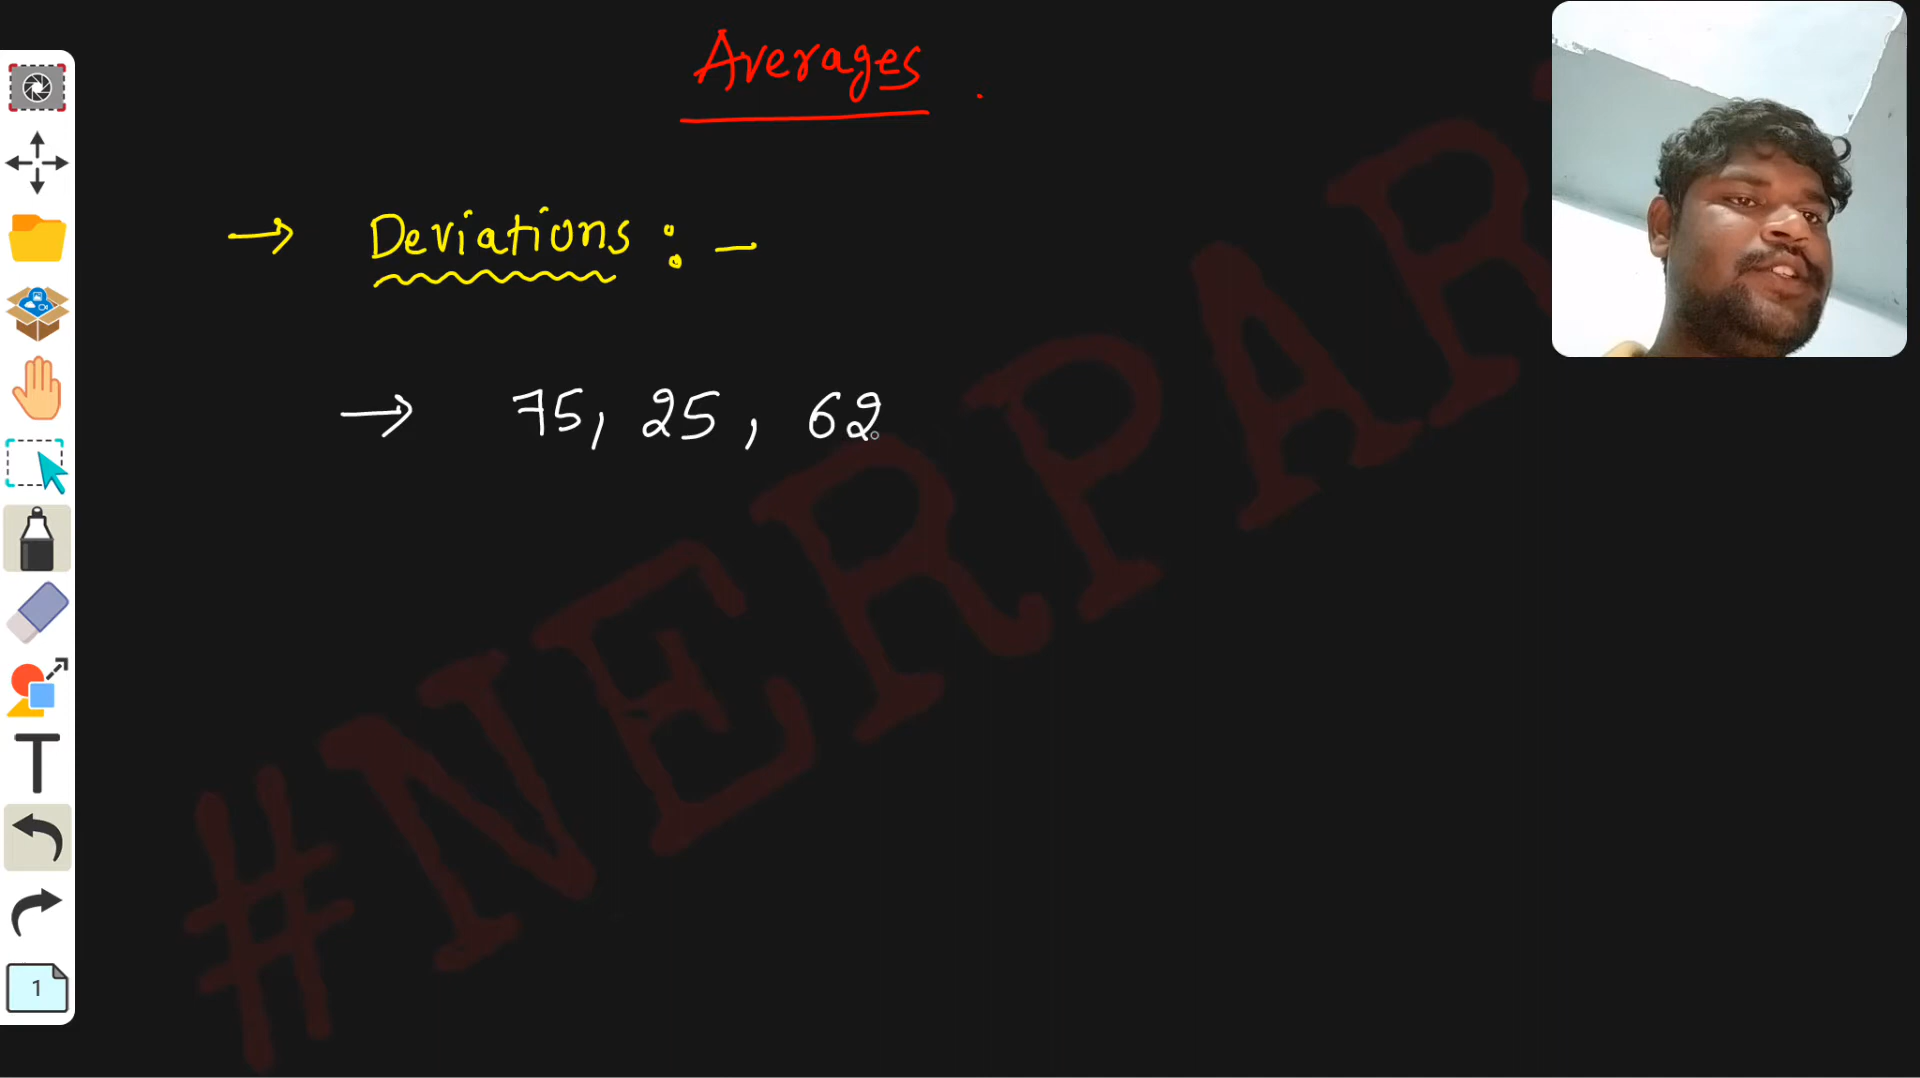 Averages .
→ Deviations : -
→ 75, 25, 62
#NERPAR
T
1